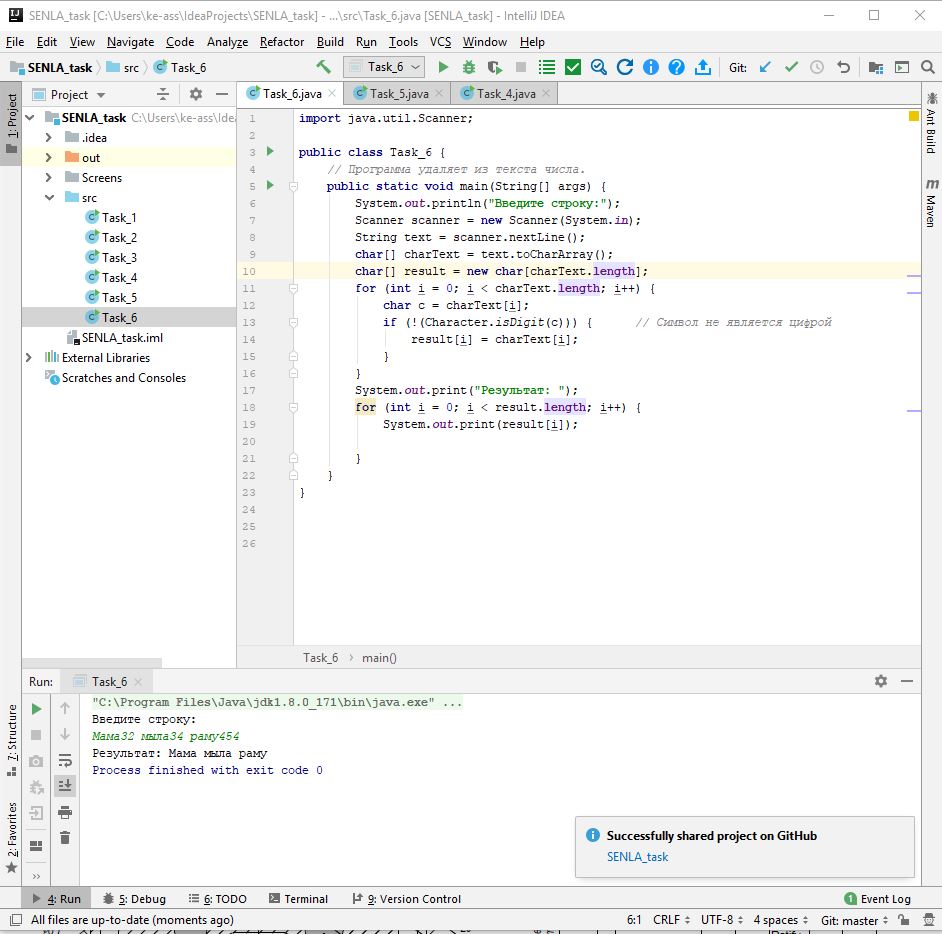 SENLA_task [C:\Users\ke-ass\IdeaProjects\SENLA_task] - ...\src\Task_6.java [SENLA_task] - IntelliJ IDEA
File Edit View Navigate Code Analyze Refactor Build Run Tools VCS Window Help
SENLA_task src Task_6 Task_6 Git:
1: Project
Project
SENLA_task C:\Users\ke-ass\Idea
.idea
out
Screens
src
Task_1
Task_2
Task_3
Task_4
Task_5
Task_6
SENLA_task.iml
External Libraries
Scratches and Consoles
Task_6.java Task_5.java Task_4.java
1 import java.util.Scanner;
2
3 public class Task_6 {
4 // Программа удаляет из текста числа.
5 public static void main(String[] args) {
6 System.out.println("Введите строку:");
7 Scanner scanner = new Scanner(System.in);
8 String text = scanner.nextLine();
9 char[] charText = text.toCharArray();
10 char[] result = new char[charText.length];
11 for (int i = 0; i < charText.length; i++) {
12 char c = charText[i];
13 if (!(Character.isDigit(c))) { // Символ не является цифрой
14 result[i] = charText[i];
15 }
16 }
17 System.out.print("Результат: ");
18 for (int i = 0; i < result.length; i++) {
19 System.out.print(result[i]);
20
21 }
22 }
23 }
24
25
26
Task_6 main()
Ant Build
m Maven
Run: Task_6
"C:\Program Files\Java\jdk1.8.0_171\bin\java.exe" ...
Введите строку:
Мама32 мыла34 раму454
Результат: Мама мыла раму
Process finished with exit code 0
7: Structure
2: Favorites
Successfully shared project on GitHub
SENLA_task
4: Run 5: Debug 6: TODO Terminal 9: Version Control 1 Event Log
All files are up-to-date (moments ago) 6:1 CRLF UTF-8 4 spaces Git: master